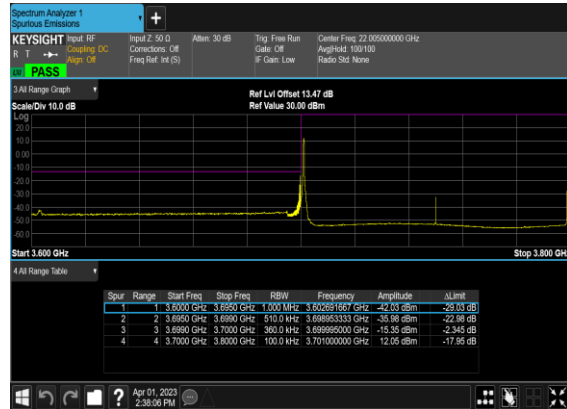 Spectrum Analyzer 1
Spurious Emissions
+
KEYSIGHT Input: RF Input Z: 50 Ω Atten: 30 dB Trig: Free Run Center Freq: 22.005000000 GHz
R T Coupling: DC Corrections: Off Gate: Off Avg|Hold: 100/100
Align: Off Freq Ref: Int (S) IF Gain: Low Radio Std: None
PASS
3 All Range Graph
Ref Lvl Offset 13.47 dB
Scale/Div 10.0 dB Ref Value 30.00 dBm
Log
20.0
10.0
0.00
-10.0
-20.0
-30.0
-40.0
-50.0
-60.0
Start 3.600 GHz Stop 3.800 GH
4 All Range Table
Spur Range Start Freq Stop Freq RBW Frequency Amplitude ΔLimit
1 1 3.6000 GHz 3.6950 GHz 1.000 MHz 3.602691667 GHz -42.03 dBm -29.03 dB
2 2 3.6950 GHz 3.6990 GHz 510.0 kHz 3.698953333 GHz -35.98 dBm -22.98 dB
3 3 3.6990 GHz 3.7000 GHz 360.0 kHz 3.699995000 GHz -15.35 dBm -2.345 dB
4 4 3.7000 GHz 3.8000 GHz 100.0 kHz 3.701000000 GHz 12.05 dBm -17.95 dB
? Apr 01, 2023
2:38:06 PM